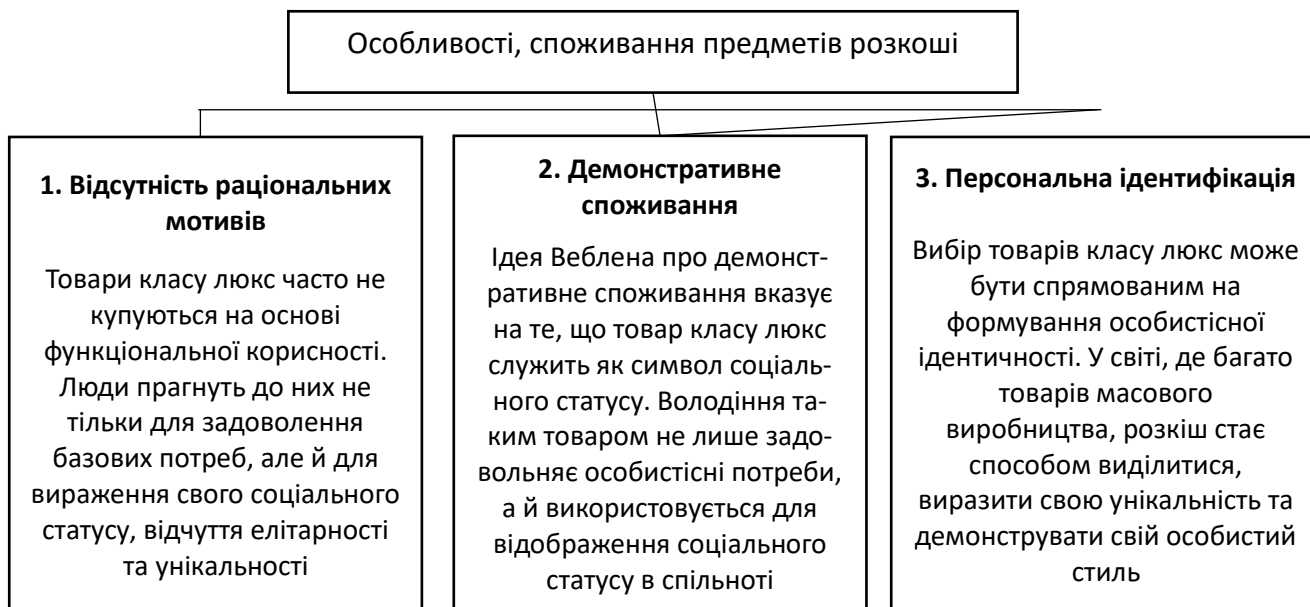 Особливості, споживання предметів розкоші
1. Відсутність раціональних
мотивів
Товари класу люкс часто не
купуються на основі
функціональної корисності.
Люди прагнуть до них не
тільки для задоволення
базових потреб, але й для
вираження свого соціального
статусу, відчуття елітарності
та унікальності
2. Демонстративне
споживання
Ідея Веблена про демонст-
ративне споживання вказує
на те, що товар класу люкс
служить як символ соціаль-
ного статусу. Володіння та-
ким товаром не лише задо-
вольняє особистісні потреби,
а й використовується для
відображення соціального
статусу в спільноті
3. Персональна ідентифікація
Вибір товарів класу люкс може
бути спрямованим на
формування особистісної
ідентичності. У світі, де багато
товарів масового
виробництва, розкіш стає
способом виділитися,
виразити свою унікальність та
демонструвати свій особистий
стиль